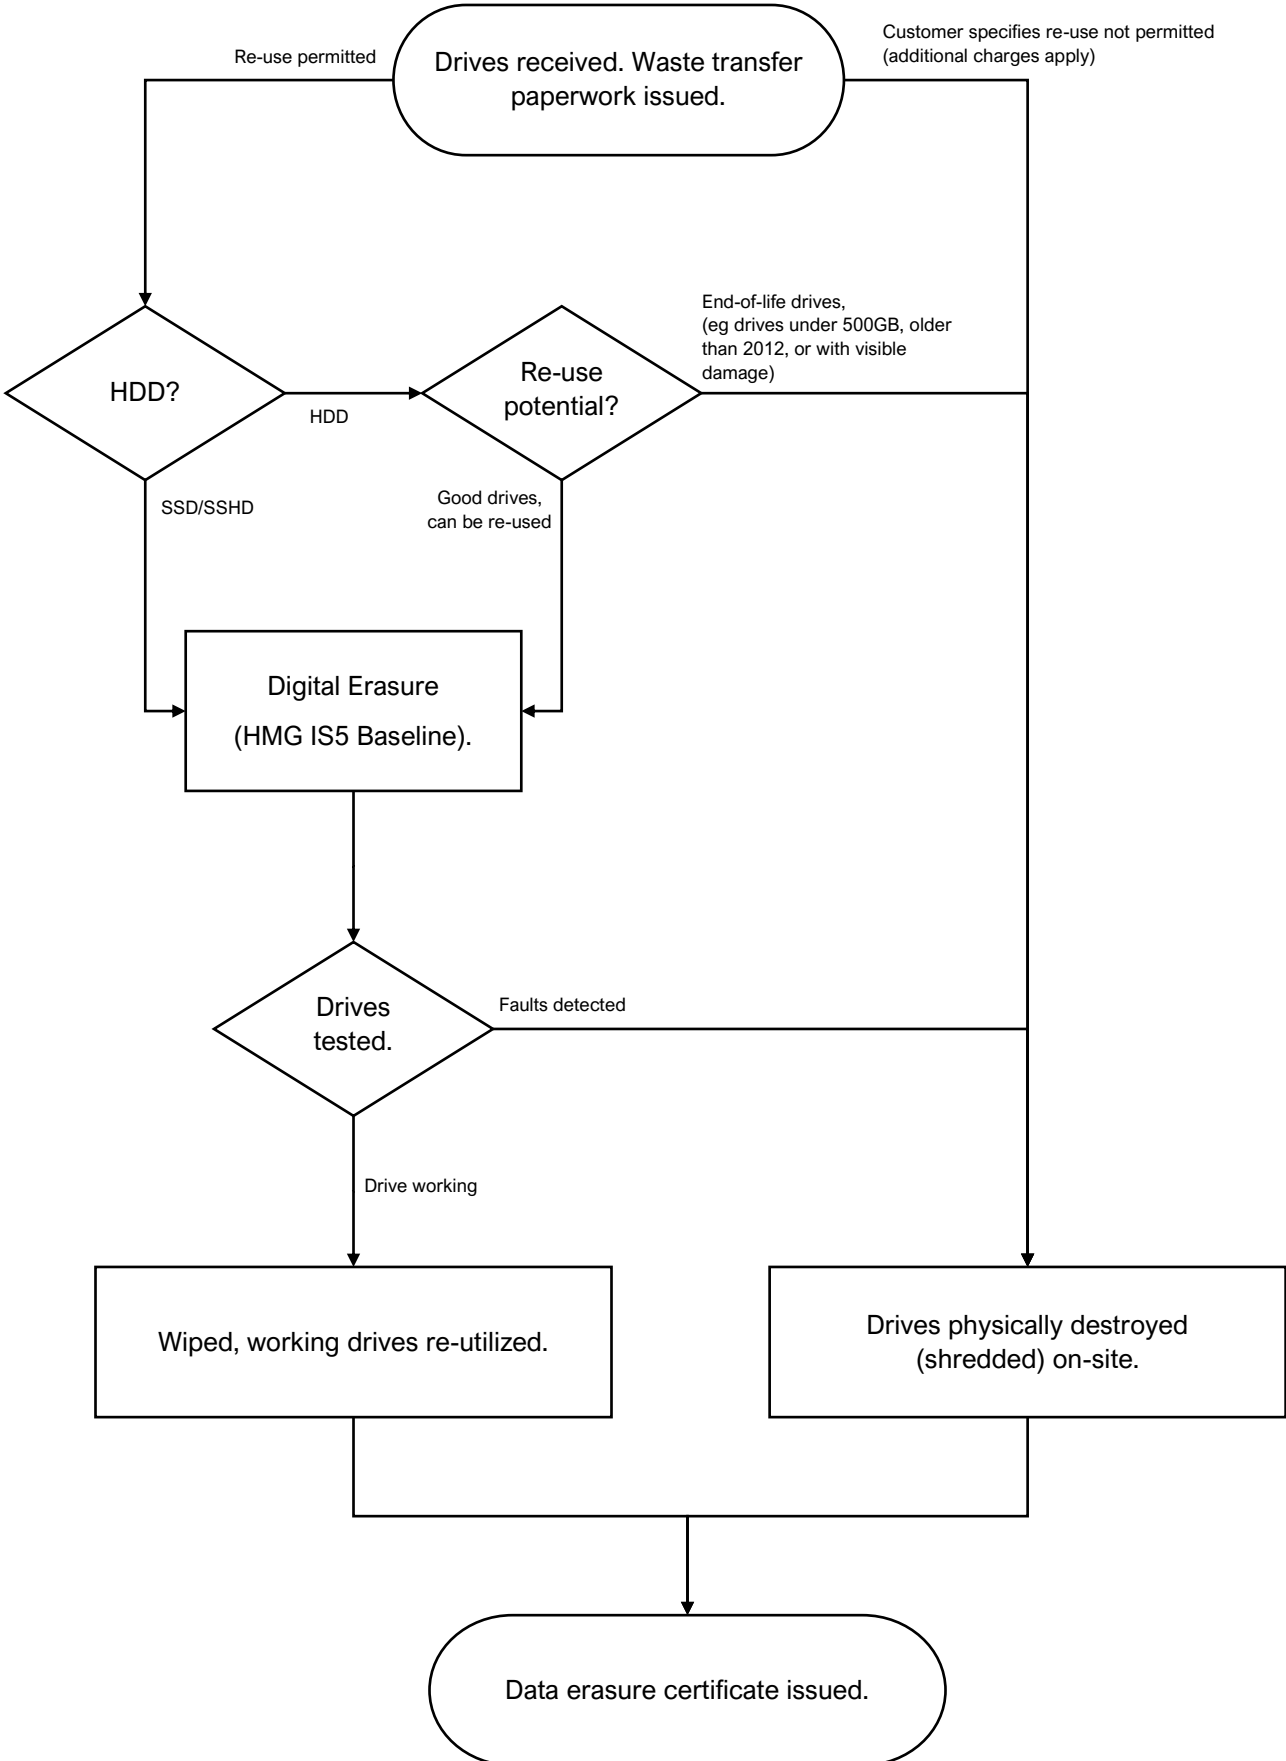 Re-use permitted
Drives received. Waste transfer
paperwork issued.
Customer specifies re-use not permitted
(additional charges apply)
HDD?
HDD
Re-use
potential?
End-of-life drives,
(eg drives under 500GB, older
than 2012, or with visible
damage)
SSD/SSHD
Good drives,
can be re-used
Digital Erasure
(HMG IS5 Baseline).
Drives
tested.
Faults detected
Drive working
Wiped, working drives re-utilized.
Drives physically destroyed
(shredded) on-site.
Data erasure certificate issued.